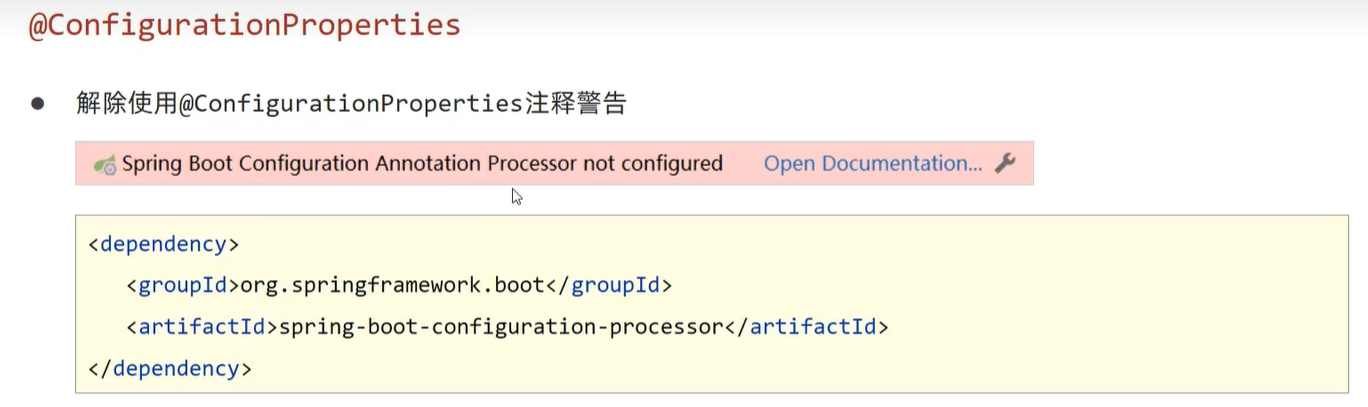 @ConfigurationProperties
● 解除使用@ConfigurationProperties注释警告
Spring Boot Configuration Annotation Processor not configured Open Documentation...
<dependency>
<groupId>org.springframework.boot</groupId>
<artifactId>spring-boot-configuration-processor</artifactId>
</dependency>